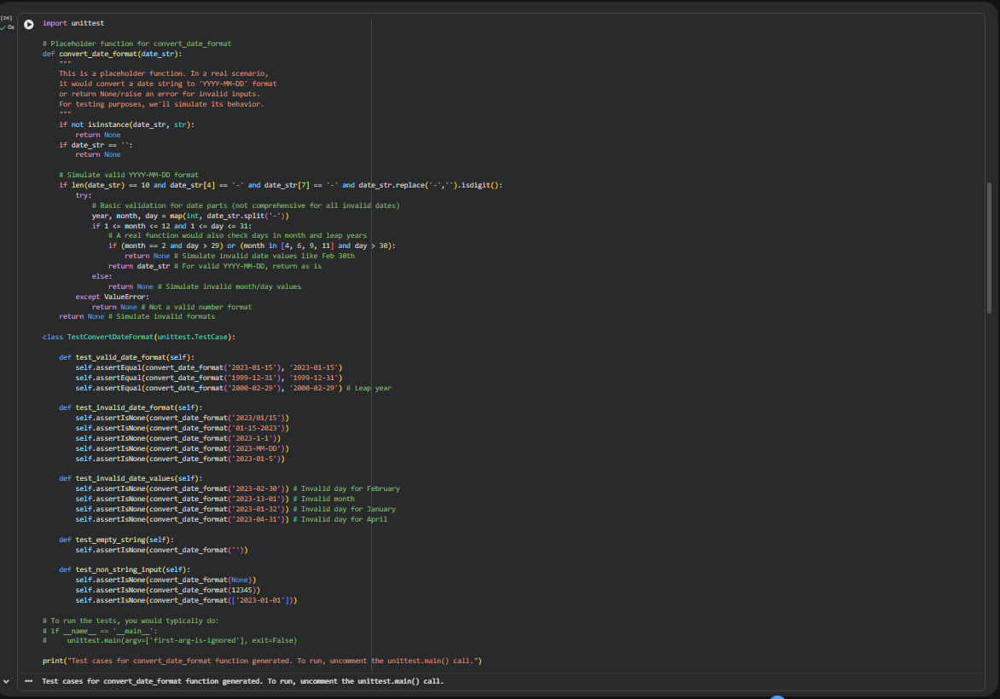 [24]
0s
import unittest

# Placeholder function for convert_date_format
def convert_date_format(date_str):
    """
    This is a placeholder function. In a real scenario,
    it would convert a date string to 'YYYY-MM-DD' format
    or return None/raise an error for invalid inputs.
    For testing purposes, we'll simulate its behavior.
    """
    if not isinstance(date_str, str):
        return None
    if date_str == '':
        return None

    # Simulate valid YYYY-MM-DD format
    if len(date_str) == 10 and date_str[4] == '-' and date_str[7] == '-' and date_str.replace('-','').isdigit():
        try:
            # Basic validation for date parts (not comprehensive for all invalid dates)
            year, month, day = map(int, date_str.split('-'))
            if 1 <= month <= 12 and 1 <= day <= 31:
                # A real function would also check days in month and leap years
                if (month == 2 and day > 29) or (month in [4, 6, 9, 11] and day > 30):
                    return None # Simulate invalid date values like Feb 30th
                return date_str # For valid YYYY-MM-DD, return as is
            else:
                return None # Simulate invalid month/day values
        except ValueError:
            return None # Not a valid number format
    return None # Simulate invalid formats

class TestConvertDateFormat(unittest.TestCase):

    def test_valid_date_format(self):
        self.assertEqual(convert_date_format('2023-01-15'), '2023-01-15')
        self.assertEqual(convert_date_format('1999-12-31'), '1999-12-31')
        self.assertEqual(convert_date_format('2000-02-29'), '2000-02-29') # Leap year

    def test_invalid_date_format(self):
        self.assertIsNone(convert_date_format('2023/01/15'))
        self.assertIsNone(convert_date_format('01-15-2023'))
        self.assertIsNone(convert_date_format('2023-1-1'))
        self.assertIsNone(convert_date_format('2023-MM-DD'))
        self.assertIsNone(convert_date_format('2023-01-5'))

    def test_invalid_date_values(self):
        self.assertIsNone(convert_date_format('2023-02-30')) # Invalid day for February
        self.assertIsNone(convert_date_format('2023-13-01')) # Invalid month
        self.assertIsNone(convert_date_format('2023-01-32')) # Invalid day for January
        self.assertIsNone(convert_date_format('2023-04-31')) # Invalid day for April

    def test_empty_string(self):
        self.assertIsNone(convert_date_format(''))

    def test_non_string_input(self):
        self.assertIsNone(convert_date_format(None))
        self.assertIsNone(convert_date_format(12345))
        self.assertIsNone(convert_date_format(['2023-01-01']))

# To run the tests, you would typically do:
# if __name__ == '__main__':
#     unittest.main(argv=['first-arg-is-ignored'], exit=False)

print("Test cases for convert_date_format function generated. To run, uncomment the unittest.main() call.")
Test cases for convert_date_format function generated. To run, uncomment the unittest.main() call.